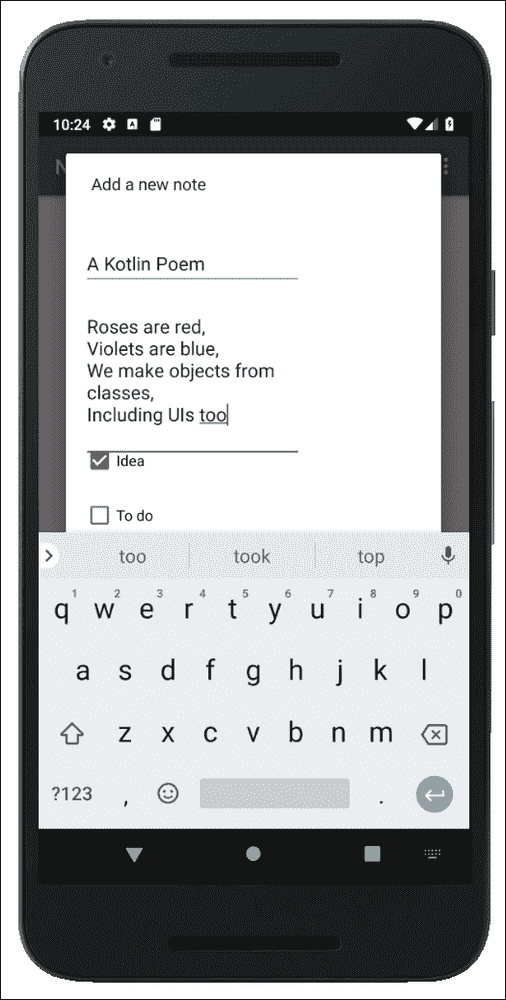 10:24
N
Add a new note
A Kotlin Poem
Roses are red,
Violets are blue,
We make objects from
classes,
Including UIs too
Idea
To do
too took top
1 2 3 4 5 6 7 8 9 0
q w e r t y u i o p
a s d f g h j k l
z x c v b n m
?123 , .